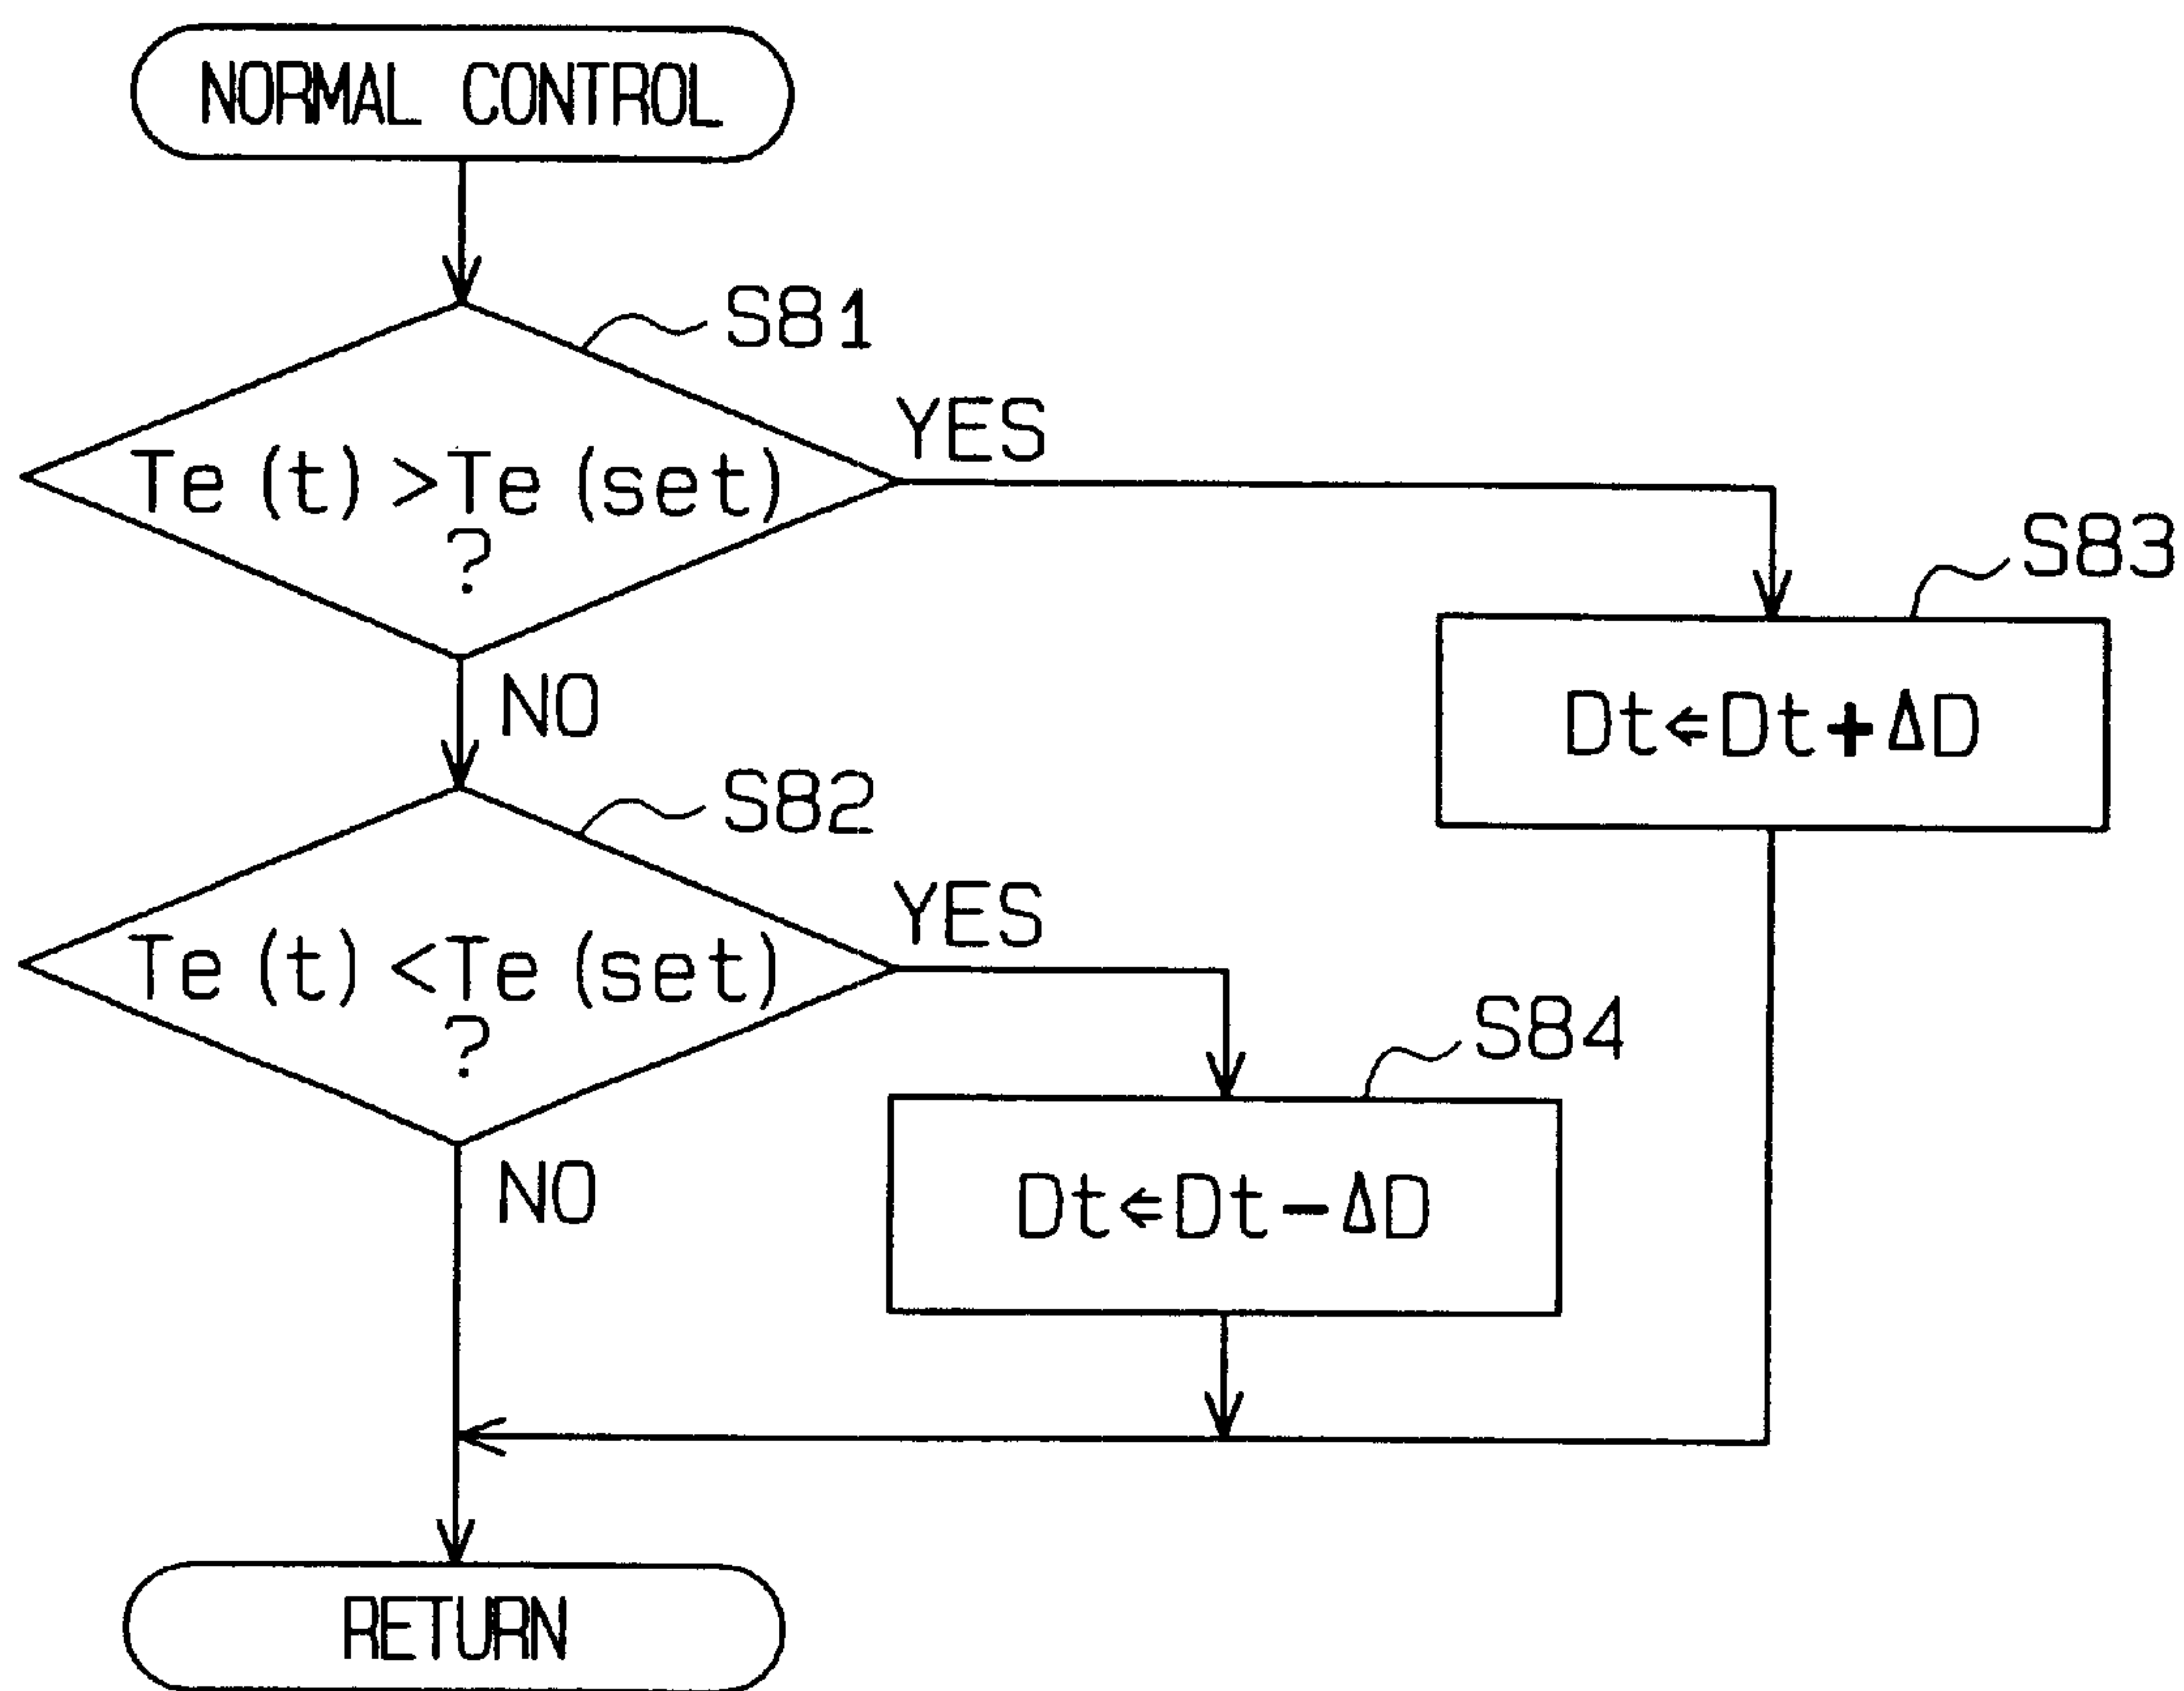 NORMAL CONTROL
S81
Te (t) >Te (set)
?
YES
NO
S83
Dt⇐Dt+ΔD
S82
Te (t) <Te (set)
?
YES
NO
S84
Dt⇐Dt−ΔD
RETURN